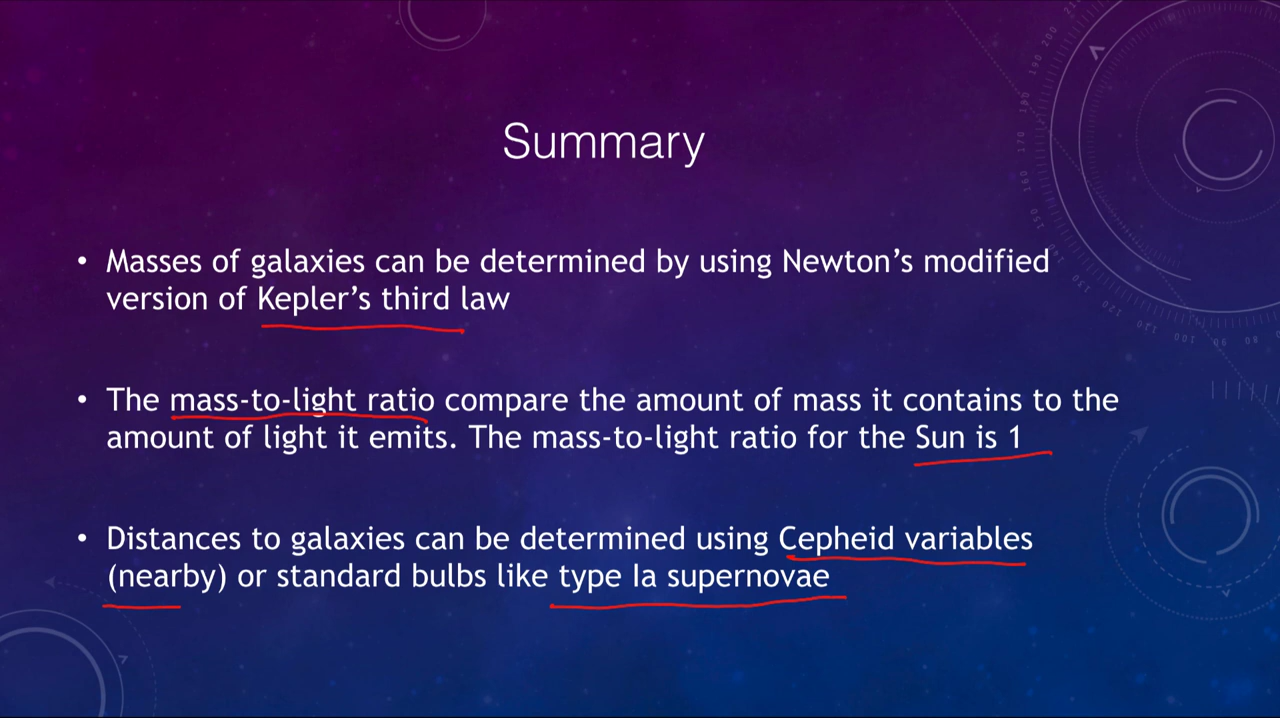 Summary
• Masses of galaxies can be determined by using Newton's modified
version of Kepler's third law
• The mass-to-light ratio compare the amount of mass it contains to the
amount of light it emits. The mass-to-light ratio for the Sun is 1
• Distances to galaxies can be determined using Cepheid variables
(nearby) or standard bulbs like type Ia supernovae